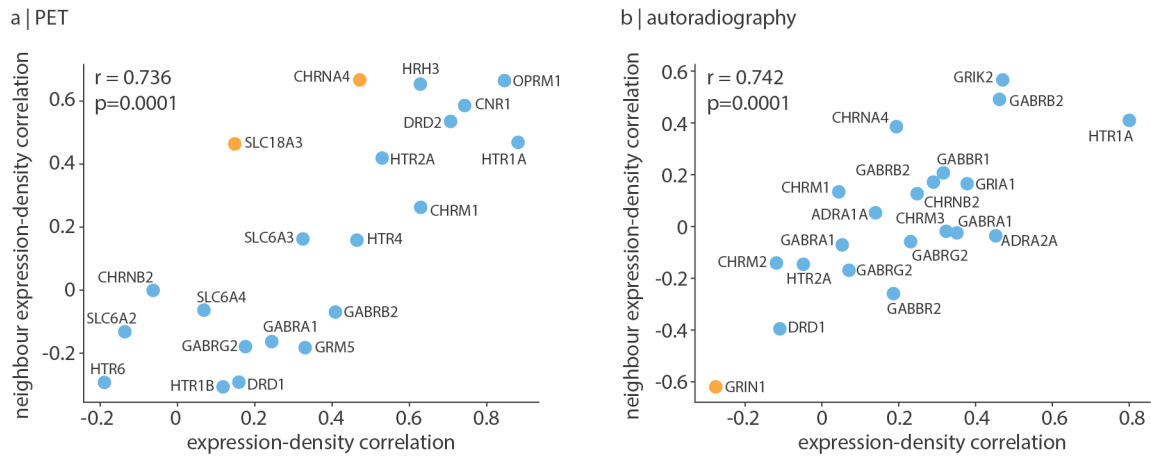 a | PET
neighbour expression-density correlation
r = 0.736
p=0.0001
0.6
0.4
0.2
0
-0.2
CHRNA4
HRH3
OPRM1
CNR1
DRD2
SLC18A3
HTR2A
HTR1A
CHRM1
SLC6A3
HTR4
CHRNB2
SLC6A4
SLC6A2
GABRB2
GABRA1
GABRG2
GRM5
HTR6
HTR1B
DRD1
-0.2
0
0.2
0.4
0.6
0.8
expression-density correlation
b | autoradiography
neighbour expression-density correlation
r = 0.742
p=0.0001
0.6
0.4
0.2
0
-0.2
-0.4
-0.6
GRIK2
GABRB2
CHRNA4
HTR1A
GABBR1
GABRB2
CHRM1
GRIA1
CHRNB2
ADRA1A
CHRM3
GABRA1
GABRA1
ADRA2A
GABRG2
CHRM2
HTR2A
GABRG2
GABBR2
DRD1
GRIN1
-0.2
0
0.2
0.4
0.6
0.8
expression-density correlation